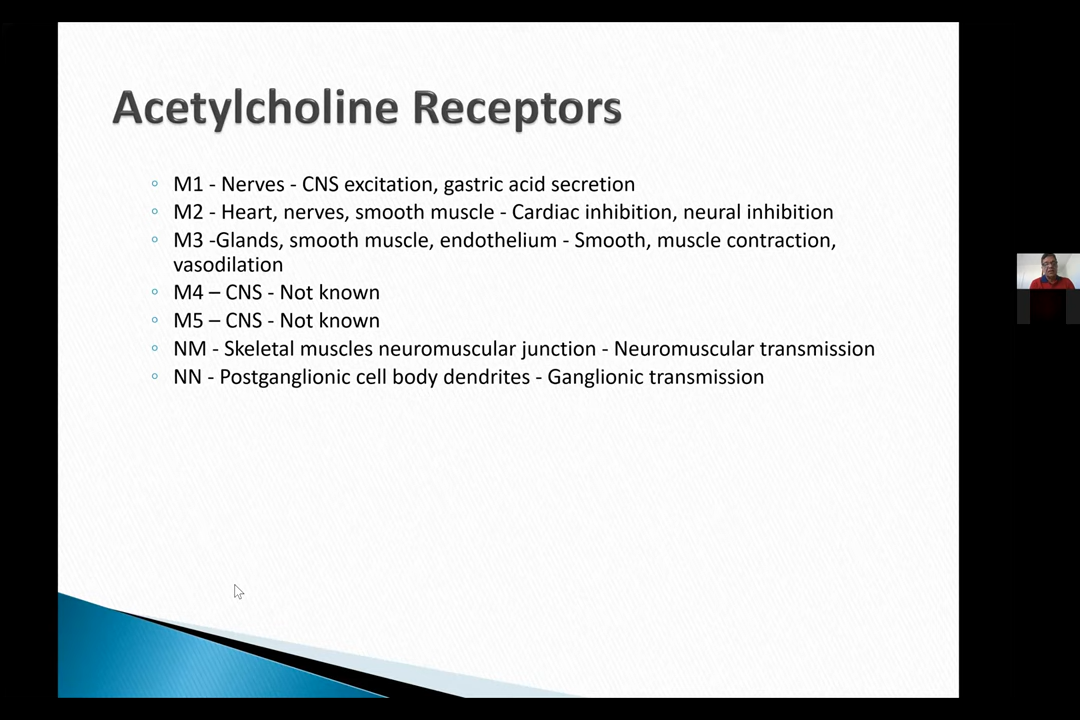 Acetylcholine Receptors
M1 - Nerves - CNS excitation, gastric acid secretion
M2 - Heart, nerves, smooth muscle - Cardiac inhibition, neural inhibition
M3 -Glands, smooth muscle, endothelium - Smooth, muscle contraction,
vasodilation
M4 – CNS - Not known
M5 – CNS - Not known
NM - Skeletal muscles neuromuscular junction - Neuromuscular transmission
NN - Postganglionic cell body dendrites - Ganglionic transmission